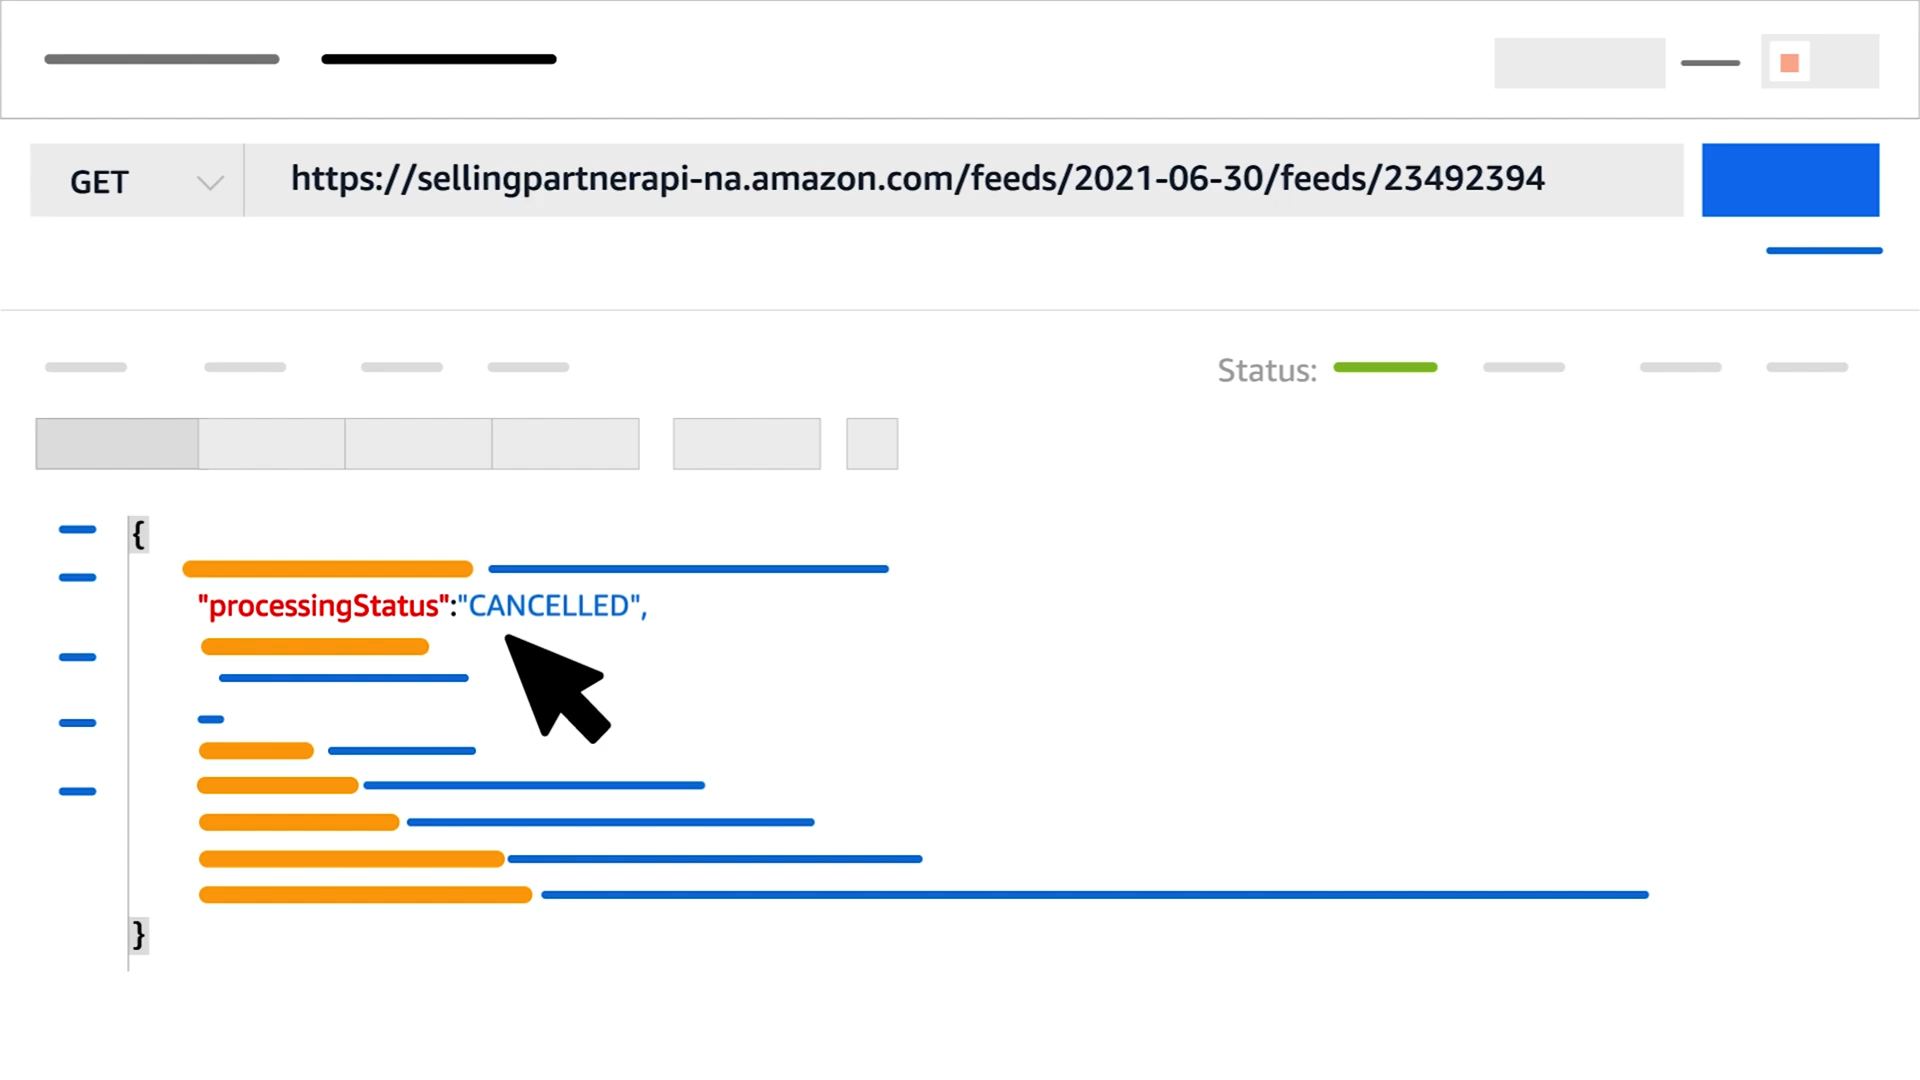 GET
https://sellingpartnerapi-na.amazon.com/feeds/2021-06-30/feeds/23492394
Status:
{
"processingStatus":"CANCELLED",
}